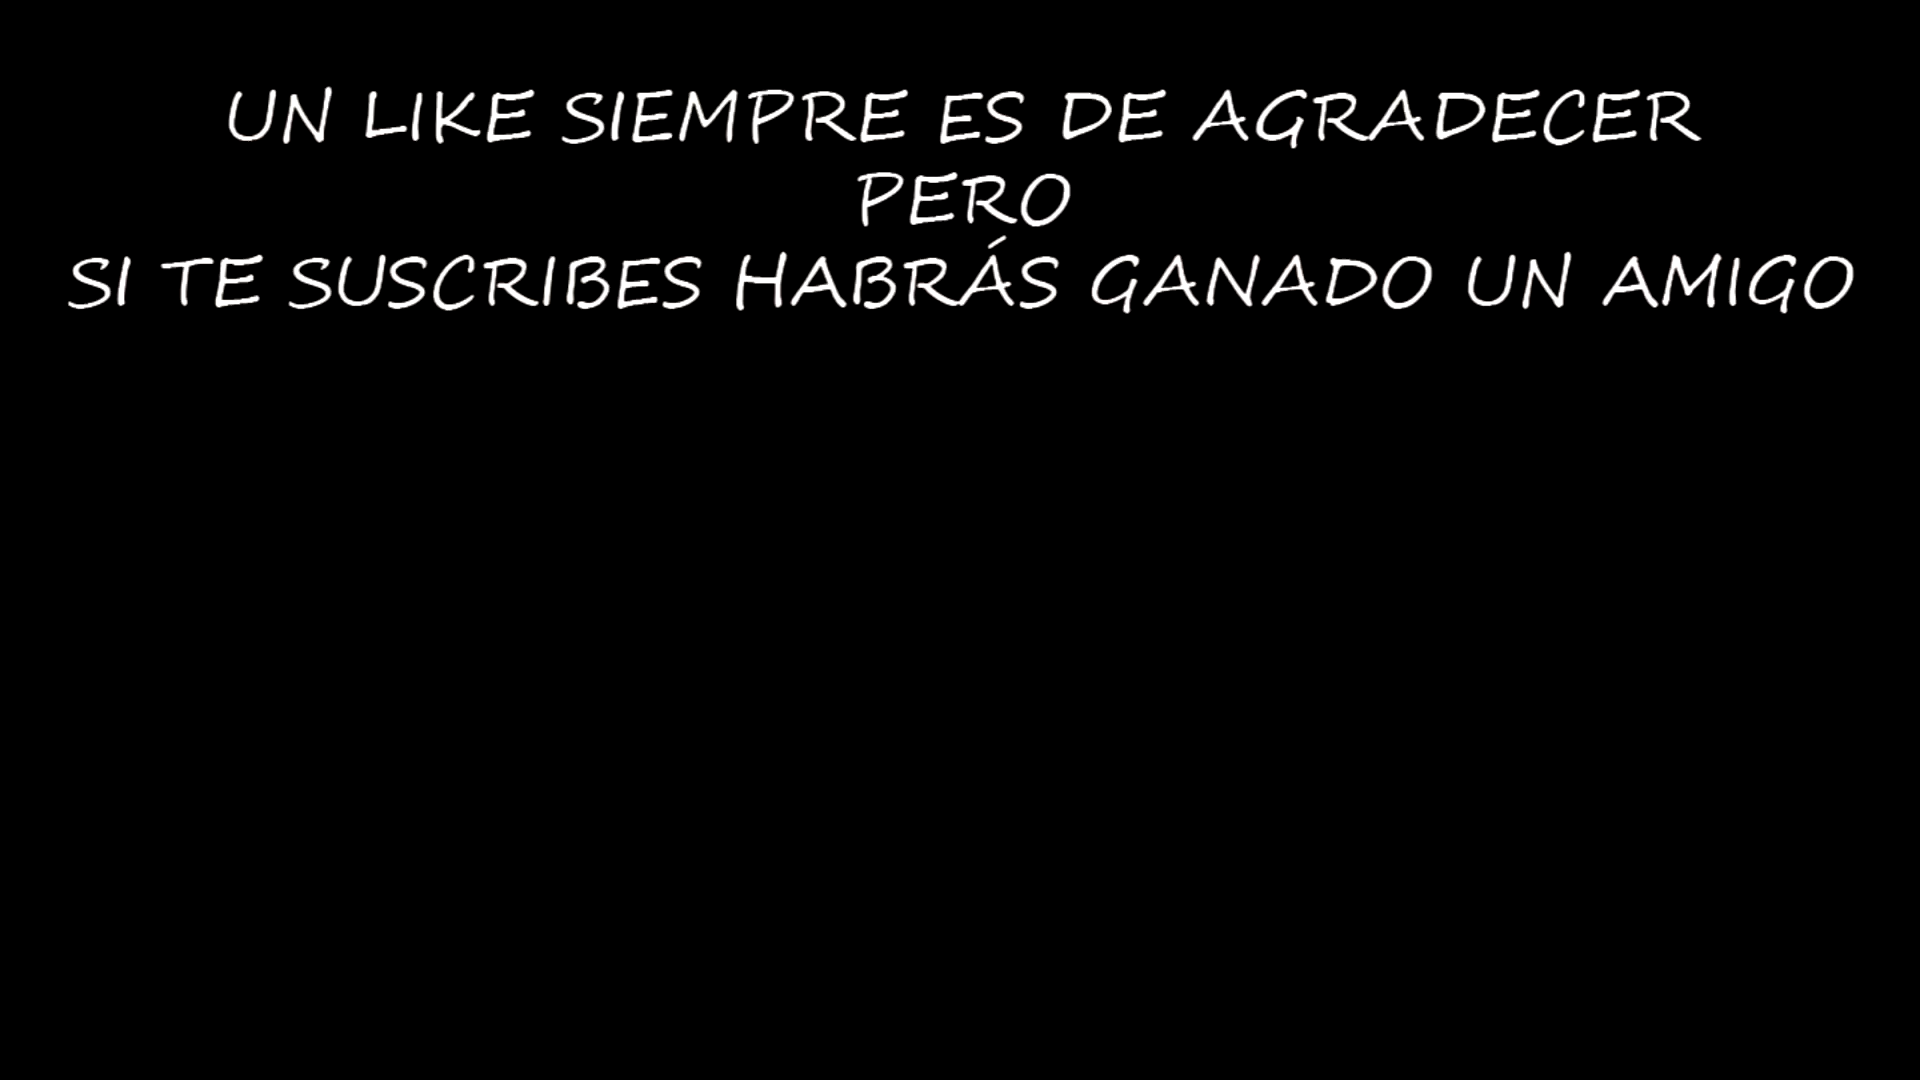 UN LIKE SIEMPRE ES DE AGRADECER
PERO
SI TE SUSCRIBES HABRÁS GANADO UN AMIGO